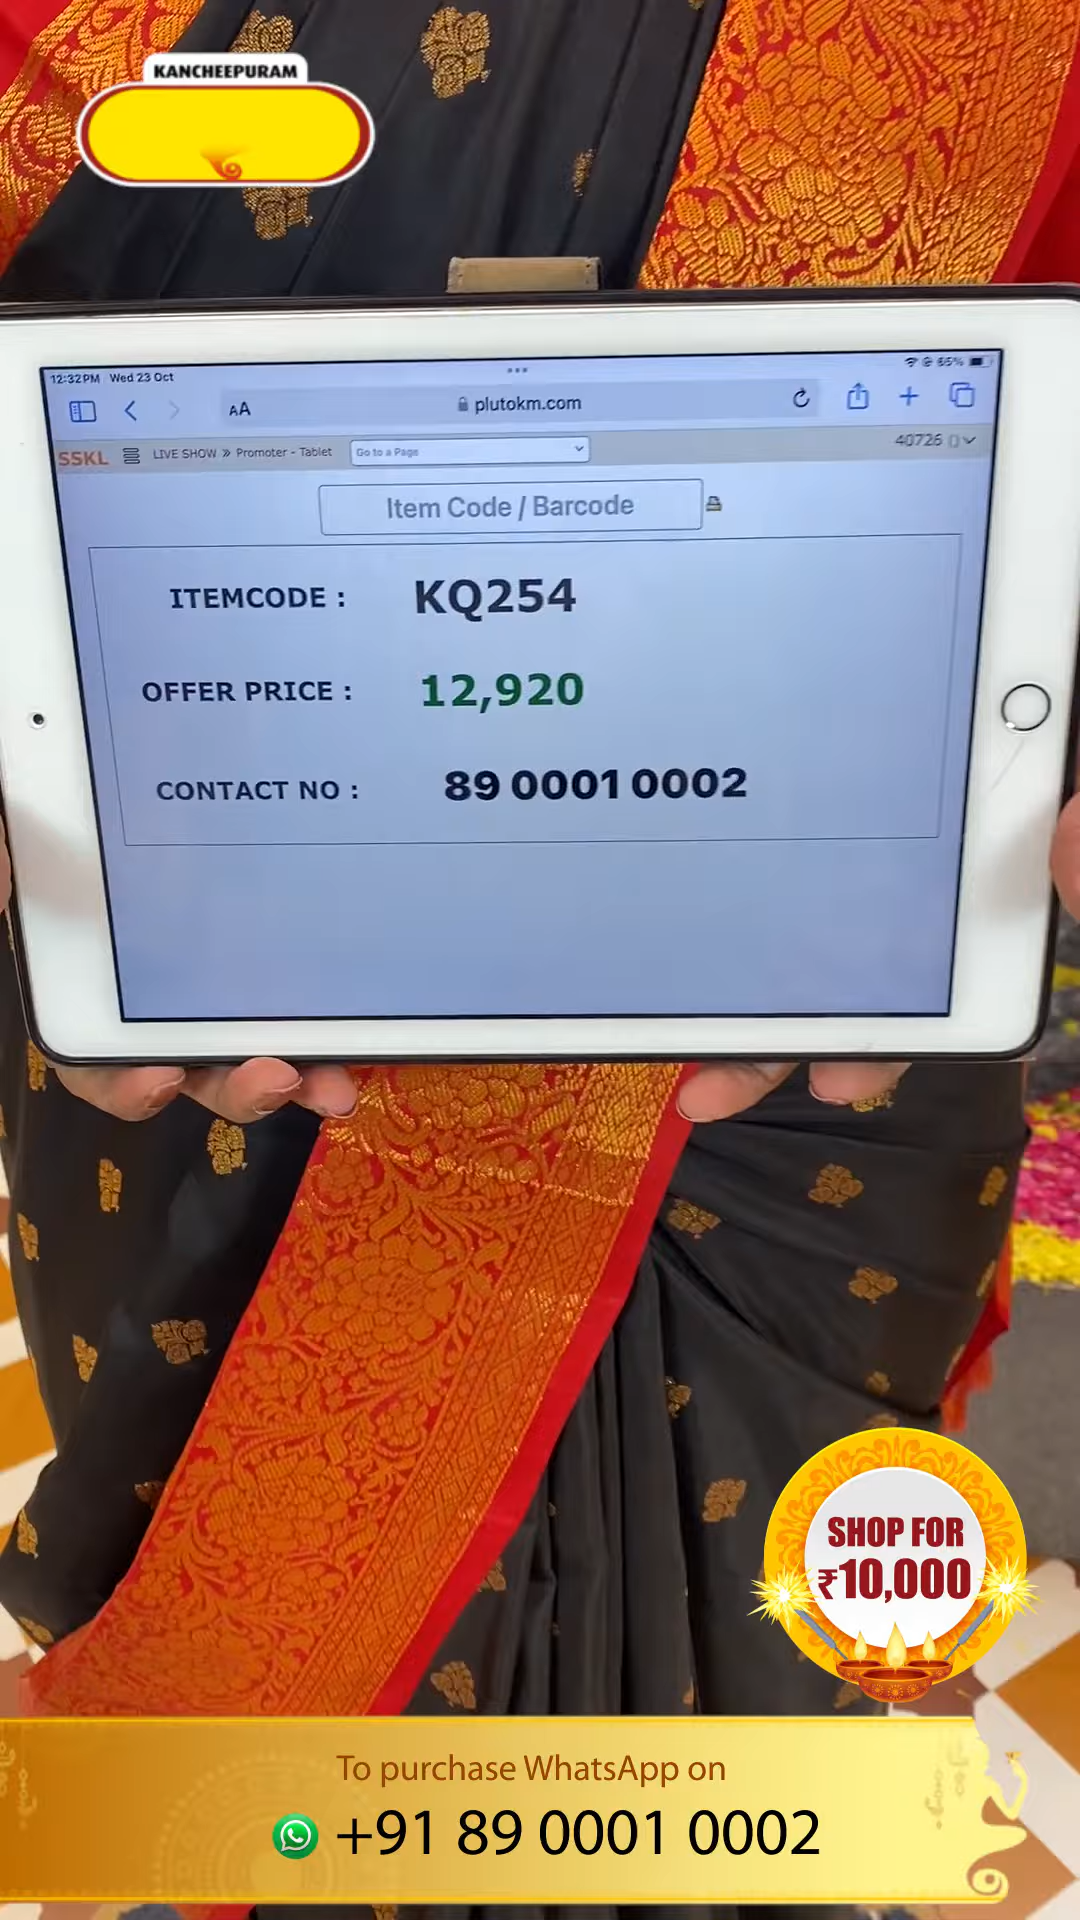 KANCHEEPURAM
12:32 PM Wed 23 Oct
65%
AA
plutokm.com
SSKL
LIVE SHOW » Promoter - Tablet
Go to a Page
40726 ()
Item Code / Barcode
ITEMCODE : KQ254
OFFER PRICE : 12,920
CONTACT NO : 89 0001 0002
SHOP FOR
₹10,000
To purchase WhatsApp on
+91 89 0001 0002